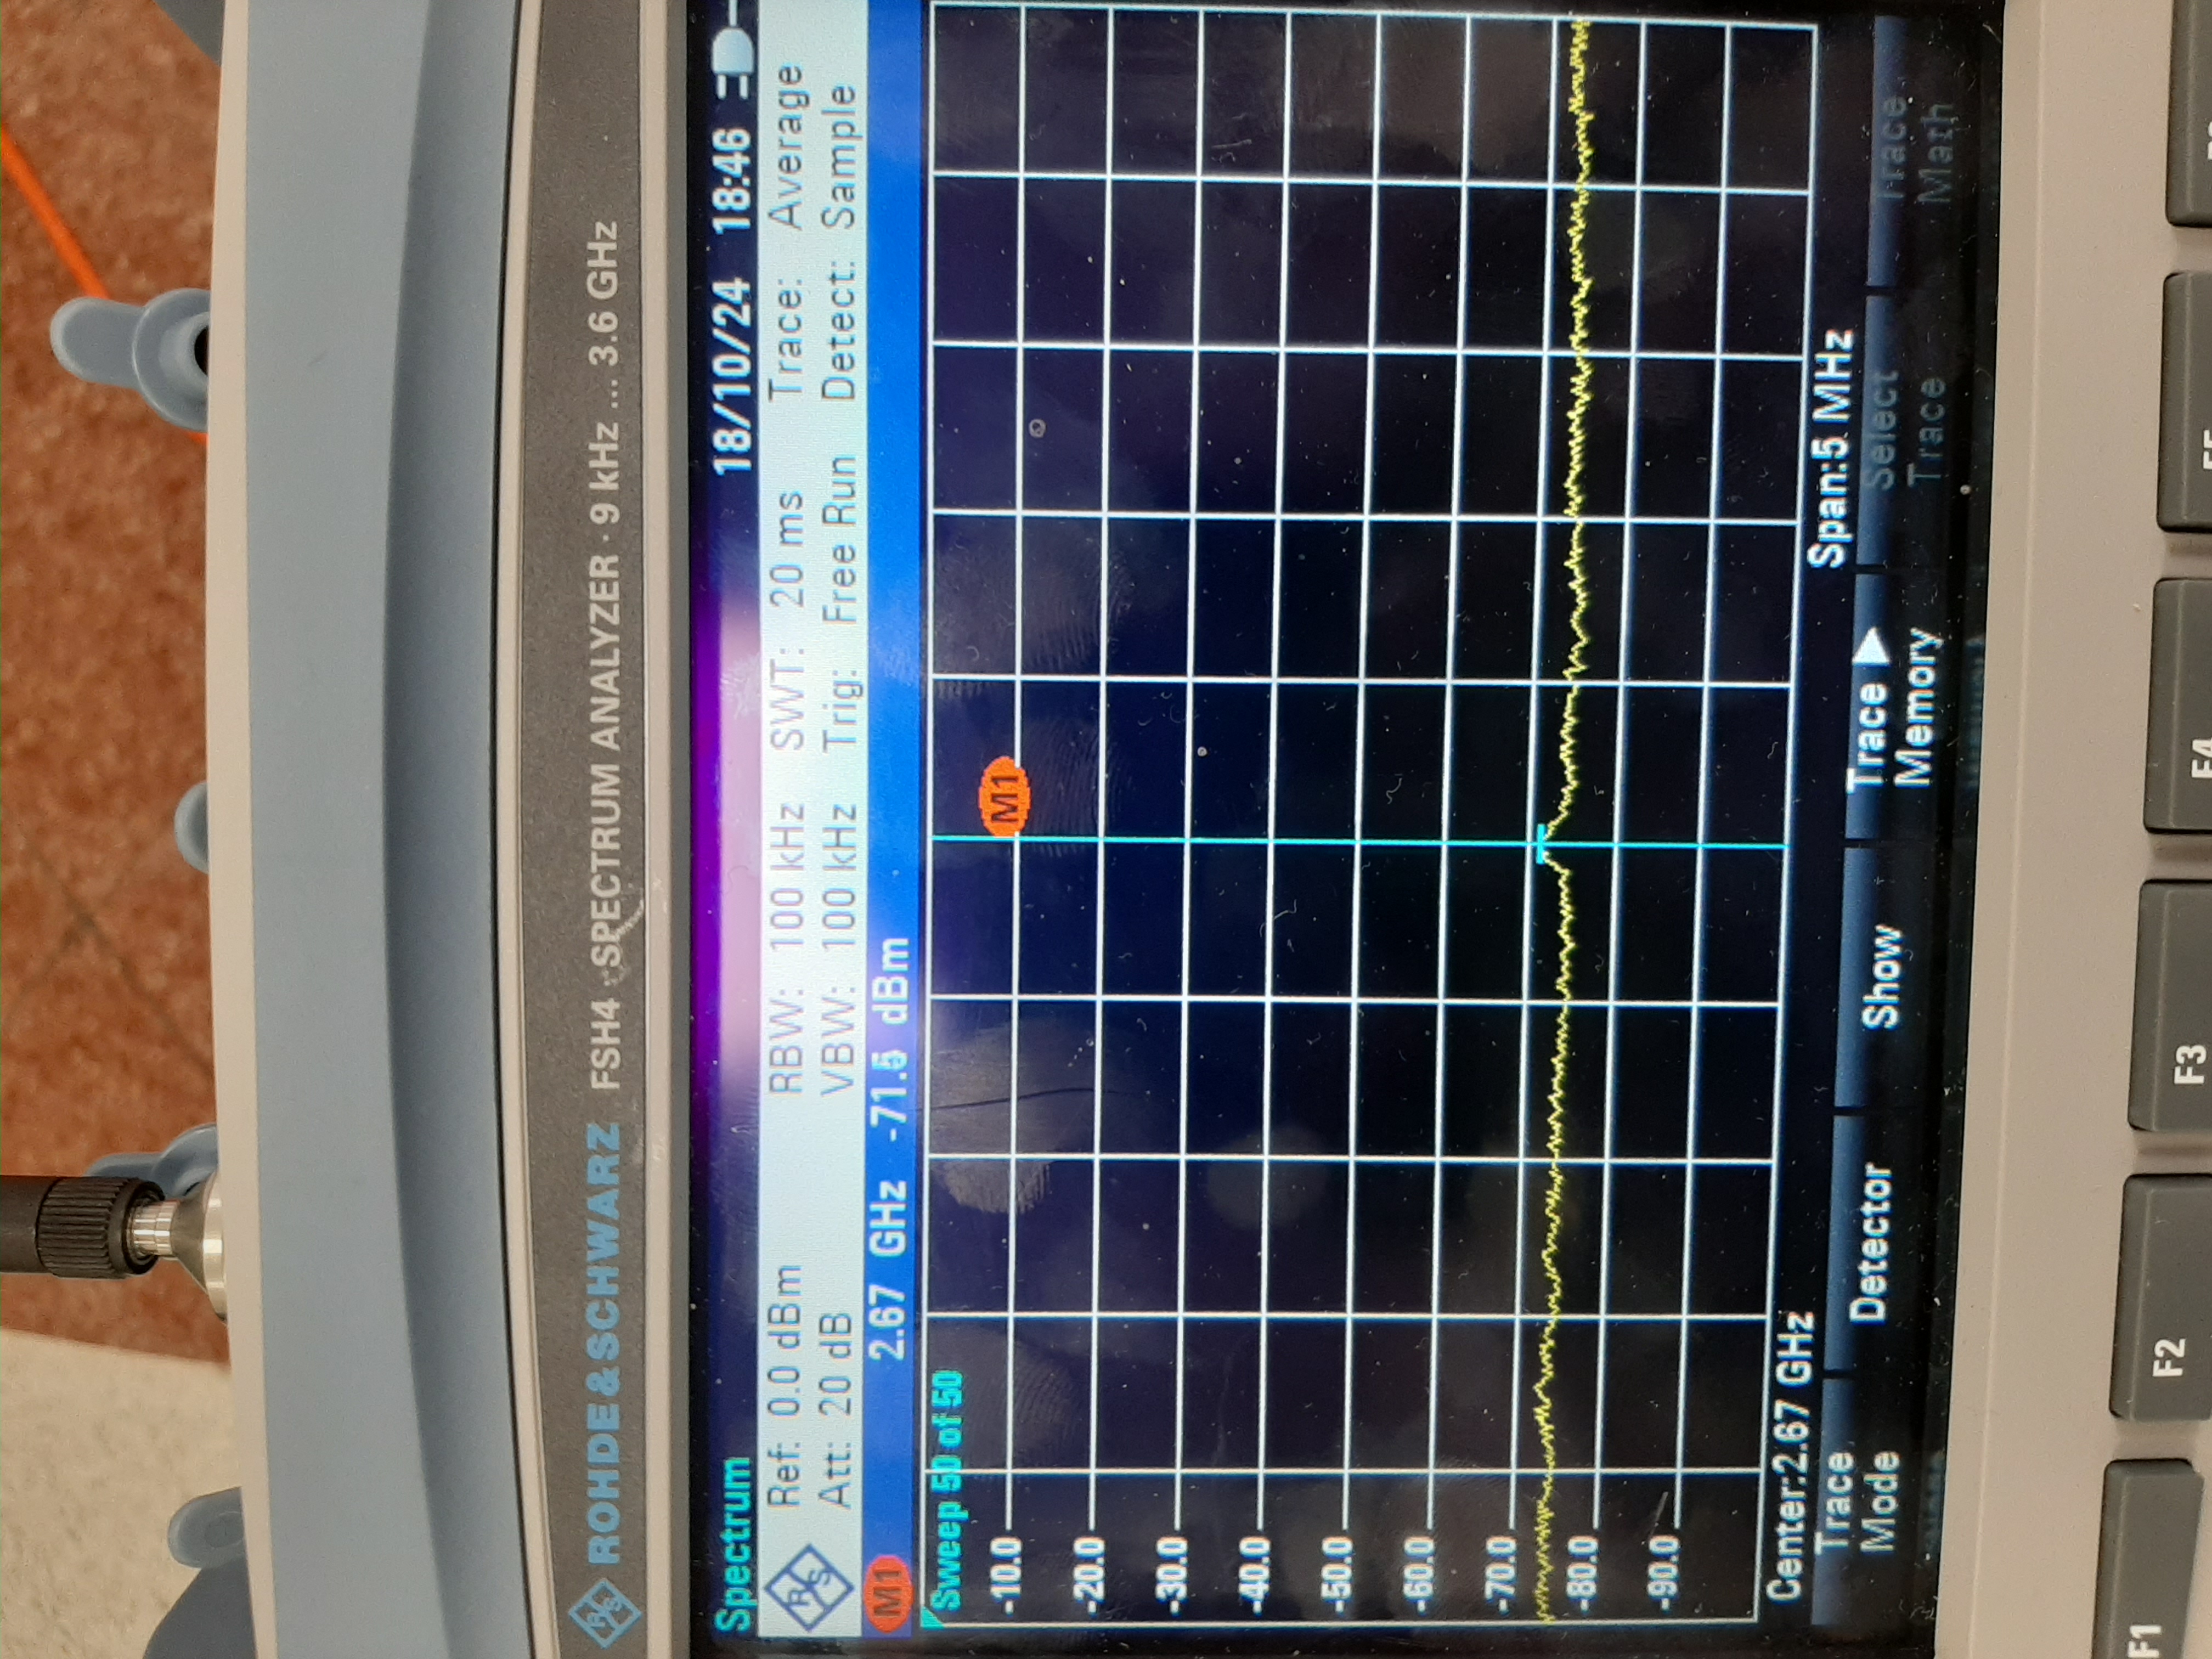 ROHDE & SCHWARZ FSH4 · SPECTRUM ANALYZER · 9 kHz ... 3.6 GHz
Spectrum 18/10/24 18:46
R S Ref: 0.0 dBm RBW: 100 kHz SWT: 20 ms Trace: Average
Att: 20 dB VBW: 100 kHz Trig: Free Run Detect: Sample
M1 2.67 GHz dBm
Sweep 50 of 50
M1
-10.0
-20.0
-30.0
-40.0
-50.0
-60.0
-70.0
-80.0
-90.0
Center:2.67 GHz
Span:5 MHz
Trace Mode
Detector
Show
Trace Memory
Select Trace
Trace Math
F1 F2 F3 F4